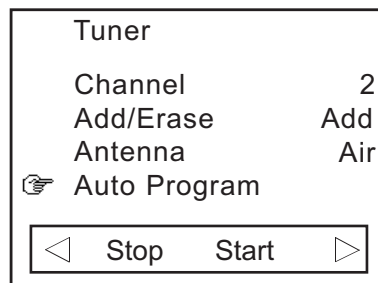 Tuner
Channel 2
Add/Erase Add
Antenna Air
Auto Program
Stop Start